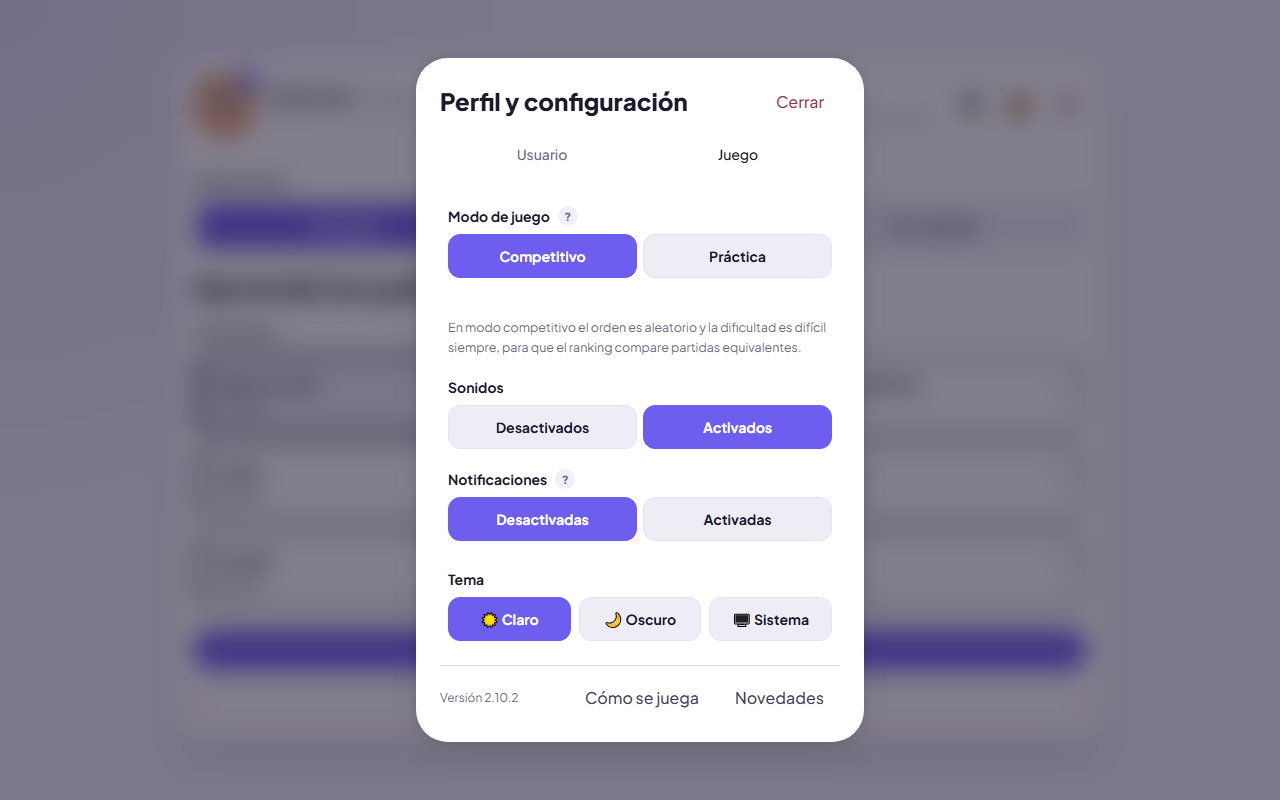 Perfil y configuración
Cerrar
Usuario
Juego
Modo de juego ?
Competitivo
Práctica
En modo competitivo el orden es aleatorio y la dificultad es difícil
siempre, para que el ranking compare partidas equivalentes.
Sonidos
Desactivados
Activados
Notificaciones ?
Desactivadas
Activadas
Tema
Claro
Oscuro
Sistema
Versión 2.10.2
Cómo se juega
Novedades